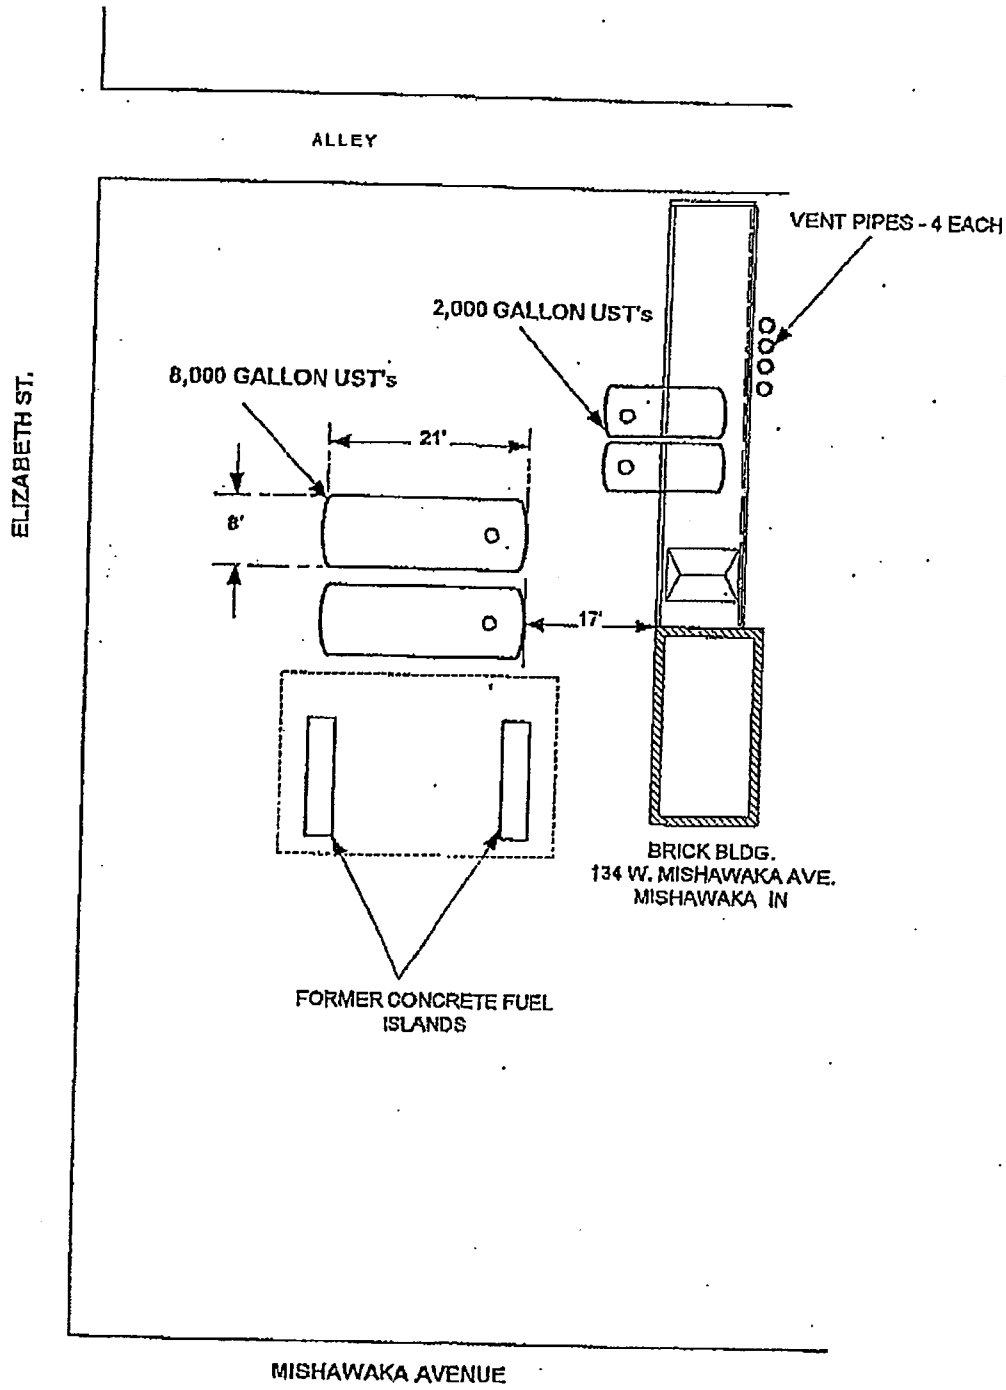 ALLEY
VENT PIPES - 4 EACH
2,000 GALLON UST's
8,000 GALLON UST's
ELIZABETH ST.
21'
8'
17'
BRICK BLDG.
134 W. MISHAWAKA AVE.
MISHAWAKA IN
FORMER CONCRETE FUEL
ISLANDS
MISHAWAKA AVENUE